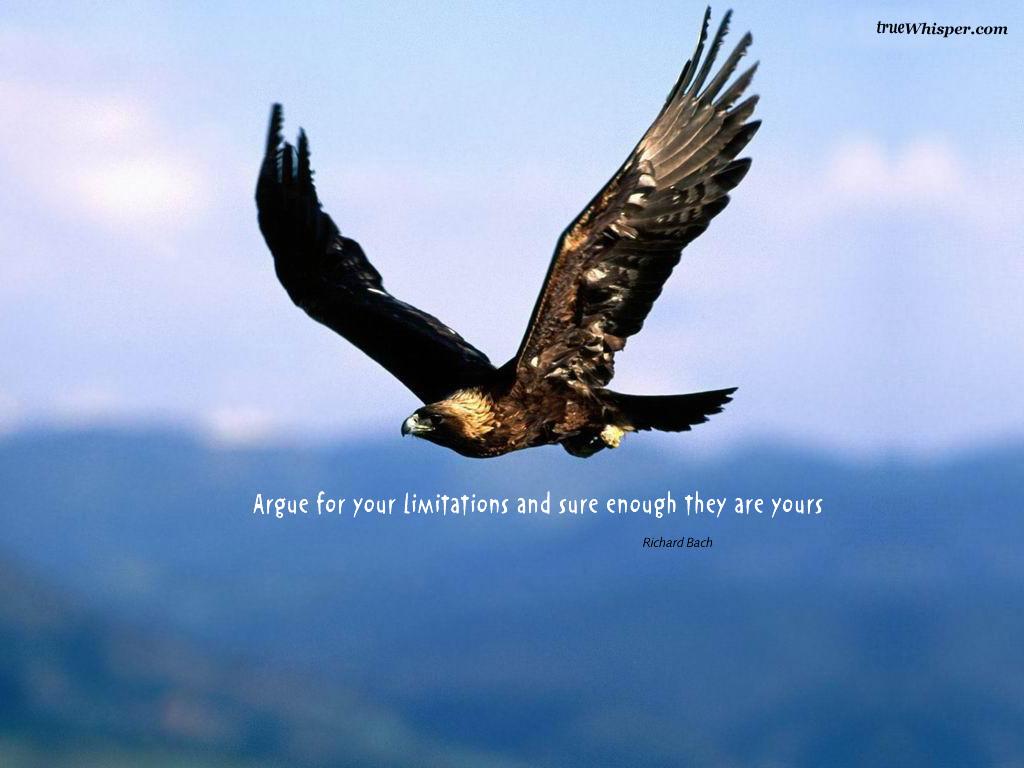 trueWhisper.com
Argue for your limitations and sure enough they are yours
Richard Bach